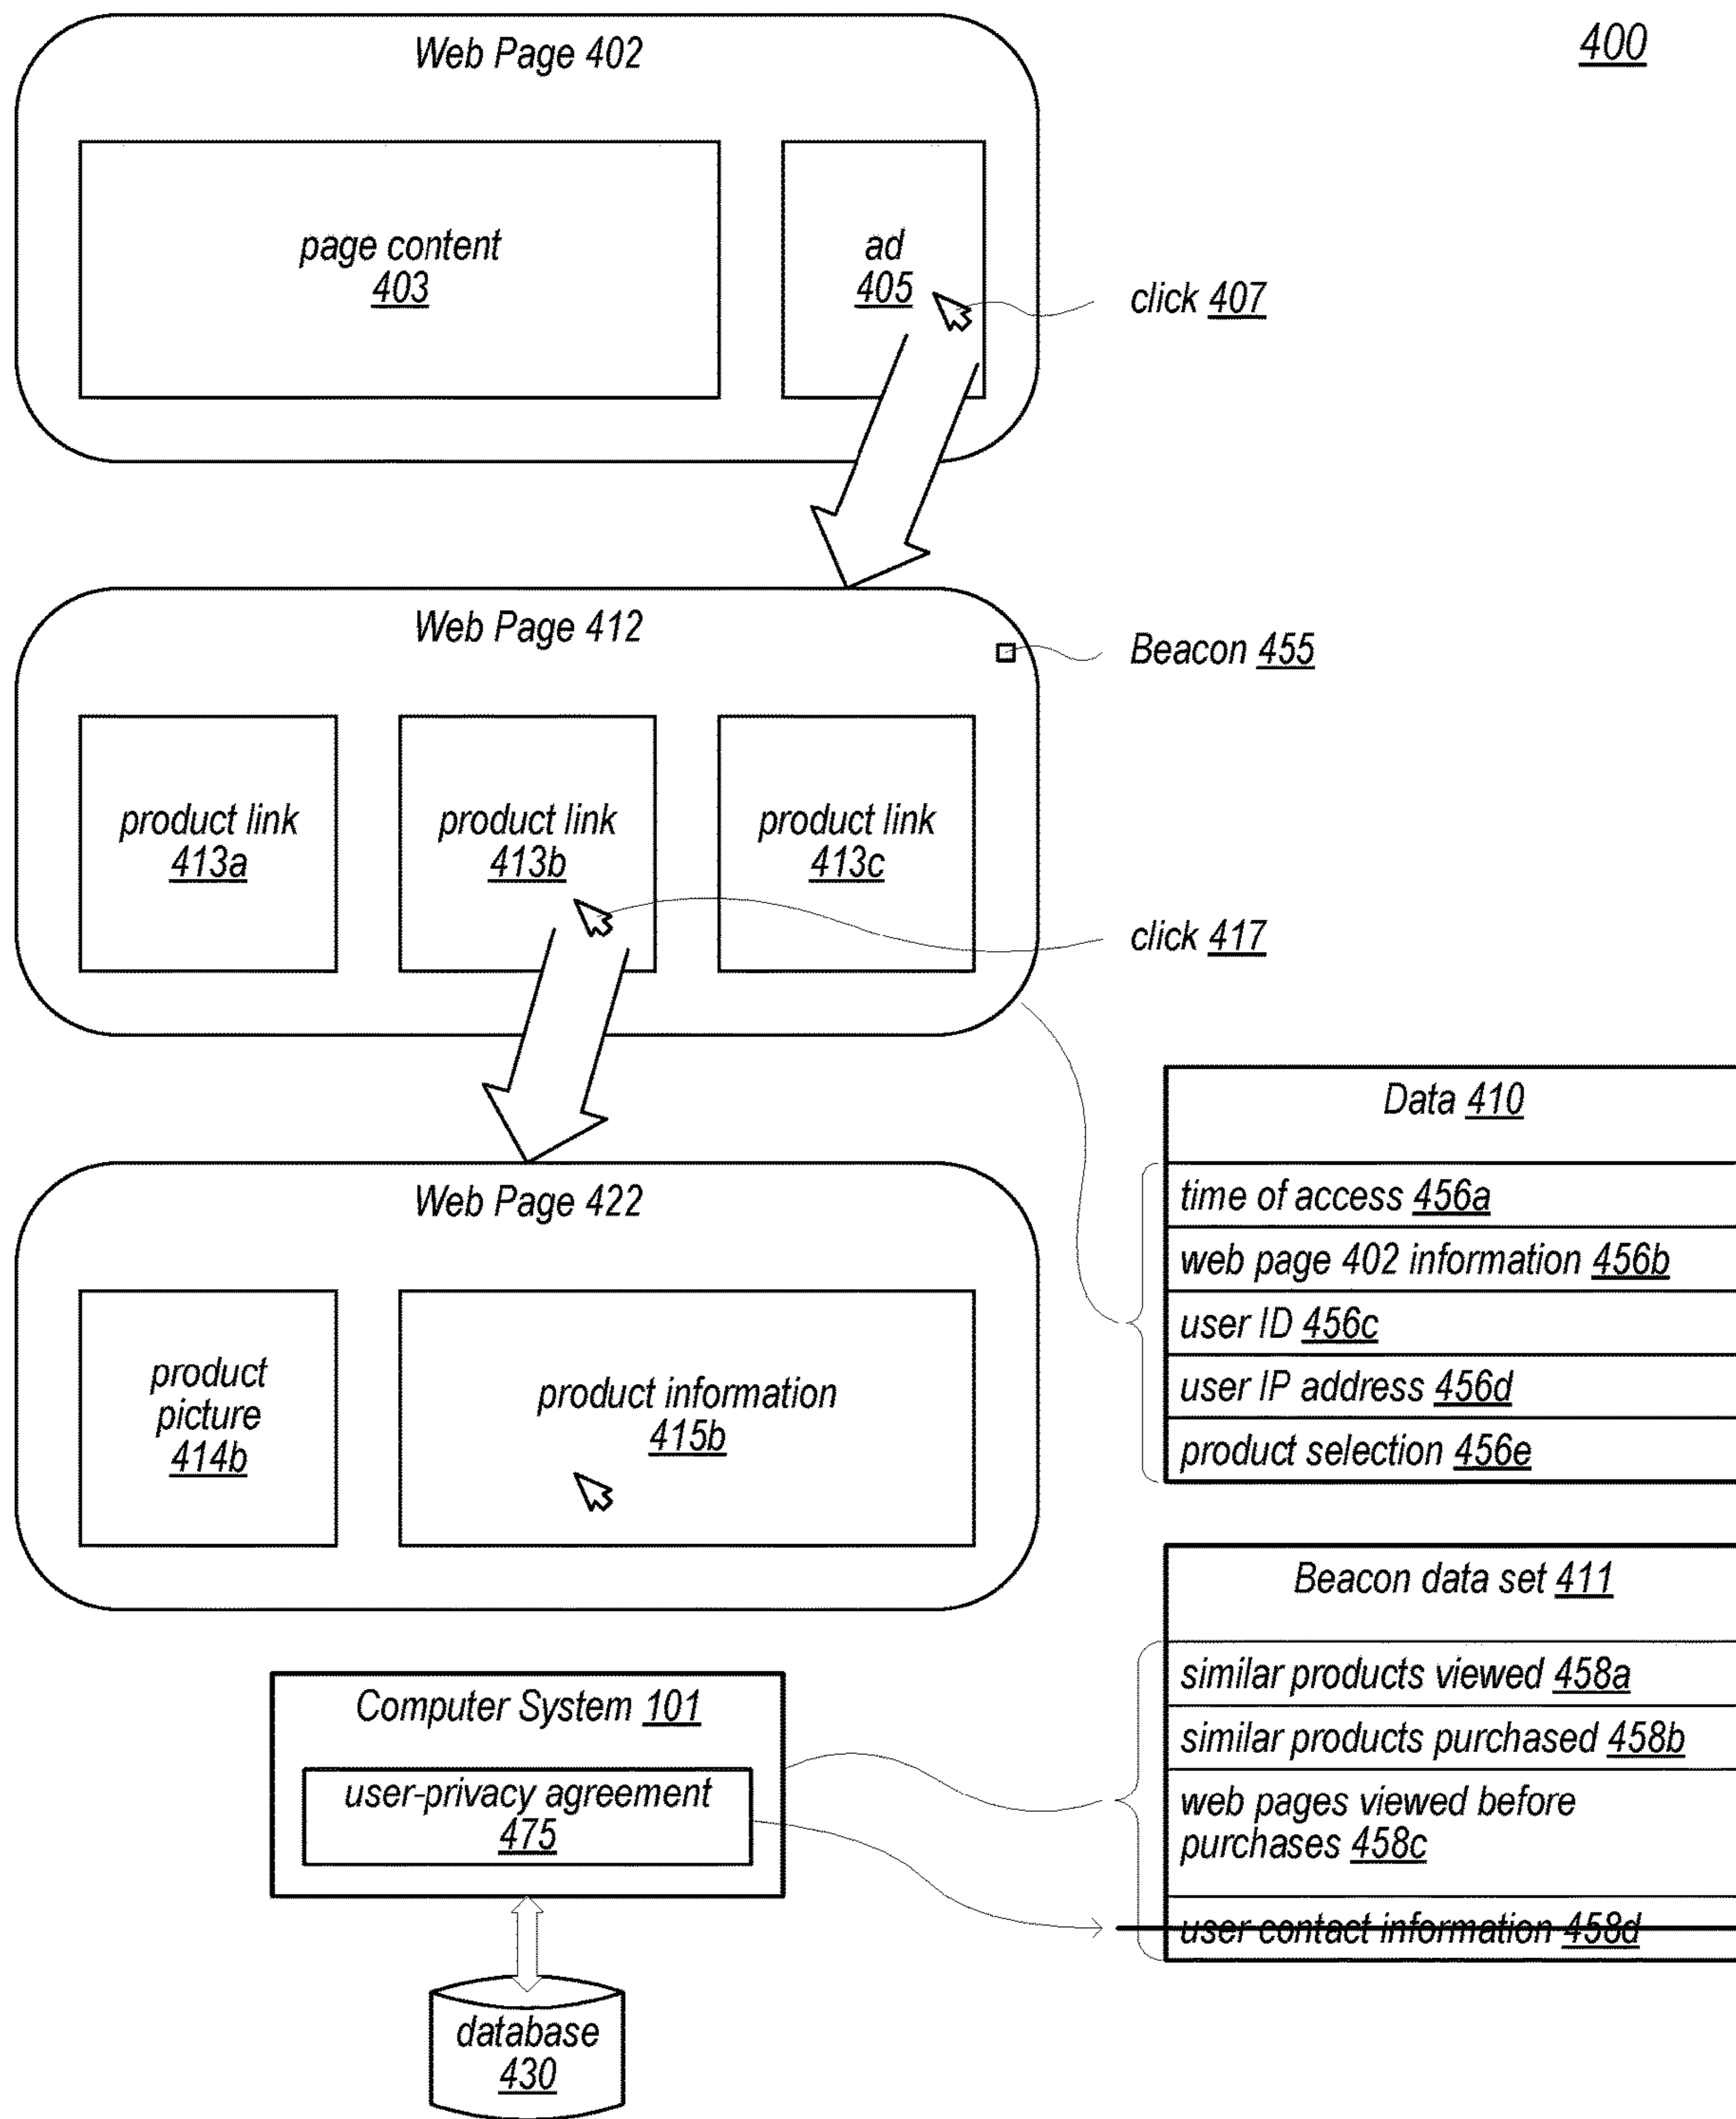 400
Web Page 402
page content
403
ad
405
click 407
Web Page 412
Beacon 455
product link
413a
product link
413b
product link
413c
click 417
Web Page 422
product
picture
414b
product information
415b
Data 410
time of access 456a
web page 402 information 456b
user ID 456c
user IP address 456d
product selection 456e
Beacon data set 411
similar products viewed 458a
similar products purchased 458b
web pages viewed before
purchases 458c
user contact information 458d
Computer System 101
user-privacy agreement
475
database
430